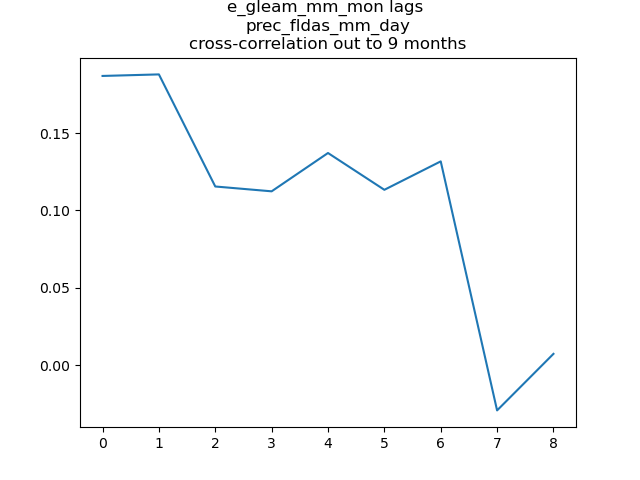 e_gleam_mm_mon lags
prec_fldas_mm_day
cross-correlation out to 9 months
0.15
0.10
0.05
0.00
0 1 2 3 4 5 6 7 8